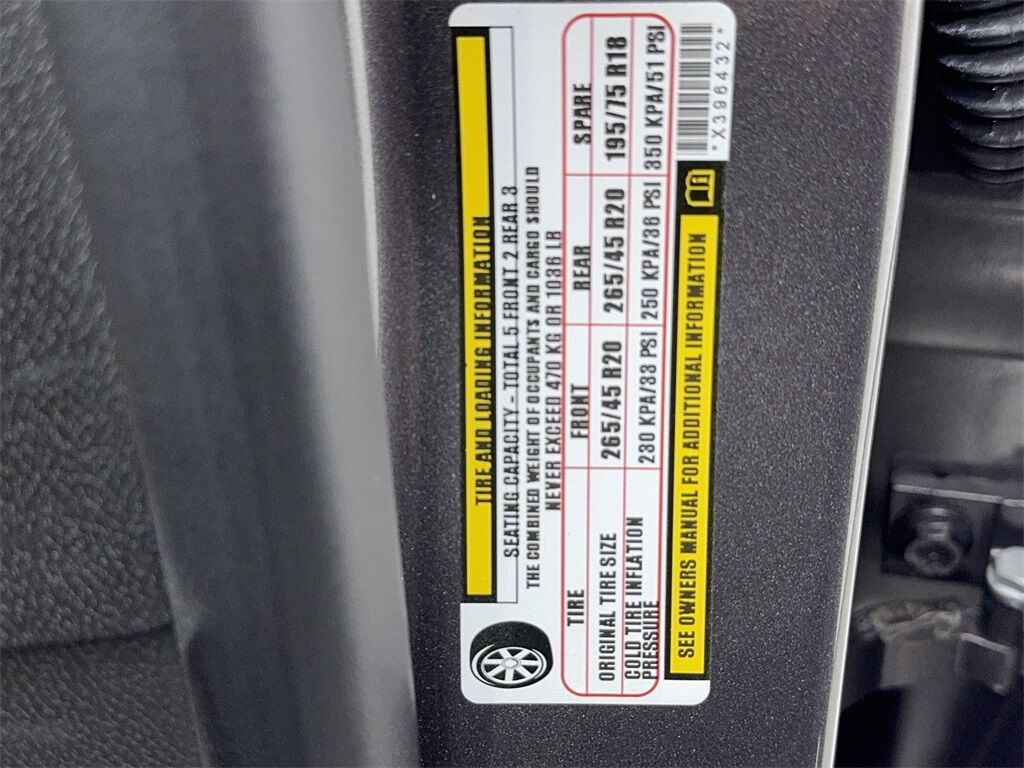 TIRE AND LOADING INFORMATION
SEATING CAPACITY - TOTAL 5 FRONT 2 REAR 3
THE COMBINED WEIGHT OF OCCUPANTS AND CARGO SHOULD
NEVER EXCEED 470 KG OR 1036 LB
TIRE FRONT REAR SPARE
ORIGINAL TIRE SIZE 265/45 R20 265/45 R20 195/75 R18
COLD TIRE INFLATION
PRESSURE 230 KPA/33 PSI 250 KPA/36 PSI 350 KPA/51 PSI
SEE OWNERS MANUAL FOR ADDITIONAL INFORMATION
*X396432*